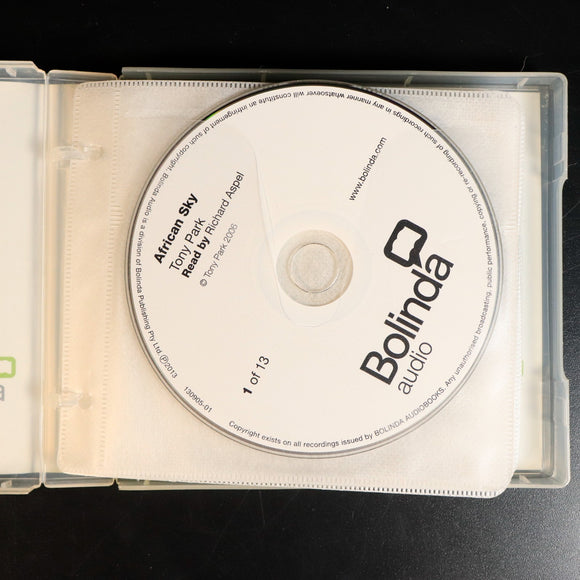 African Sky
Tony Park
Read by Richard Aspel
© Tony Park 2006
www.bolinda.com
1 of 13
Bolinda
audio
130905-01
Copyright exists on all recordings issued by BOLINDA AUDIOBOOKS. Any unauthorised broadcasting, public performance, copying or re-recording of such recordings in any manner whatsoever will constitute an infringement of such copyright. Bolinda Audio is a division of Bolinda Publishing Pty Ltd. ℗2013
a